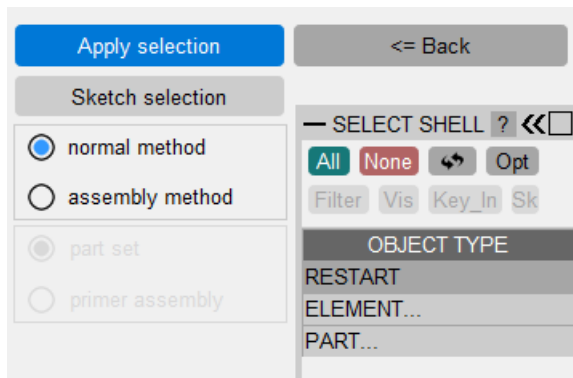 Apply selection
<= Back
Sketch selection
normal method
assembly method
part set
primer assembly
SELECT SHELL ?
All None Opt
Filter Vis Key_In Sk
OBJECT TYPE
RESTART
ELEMENT...
PART...